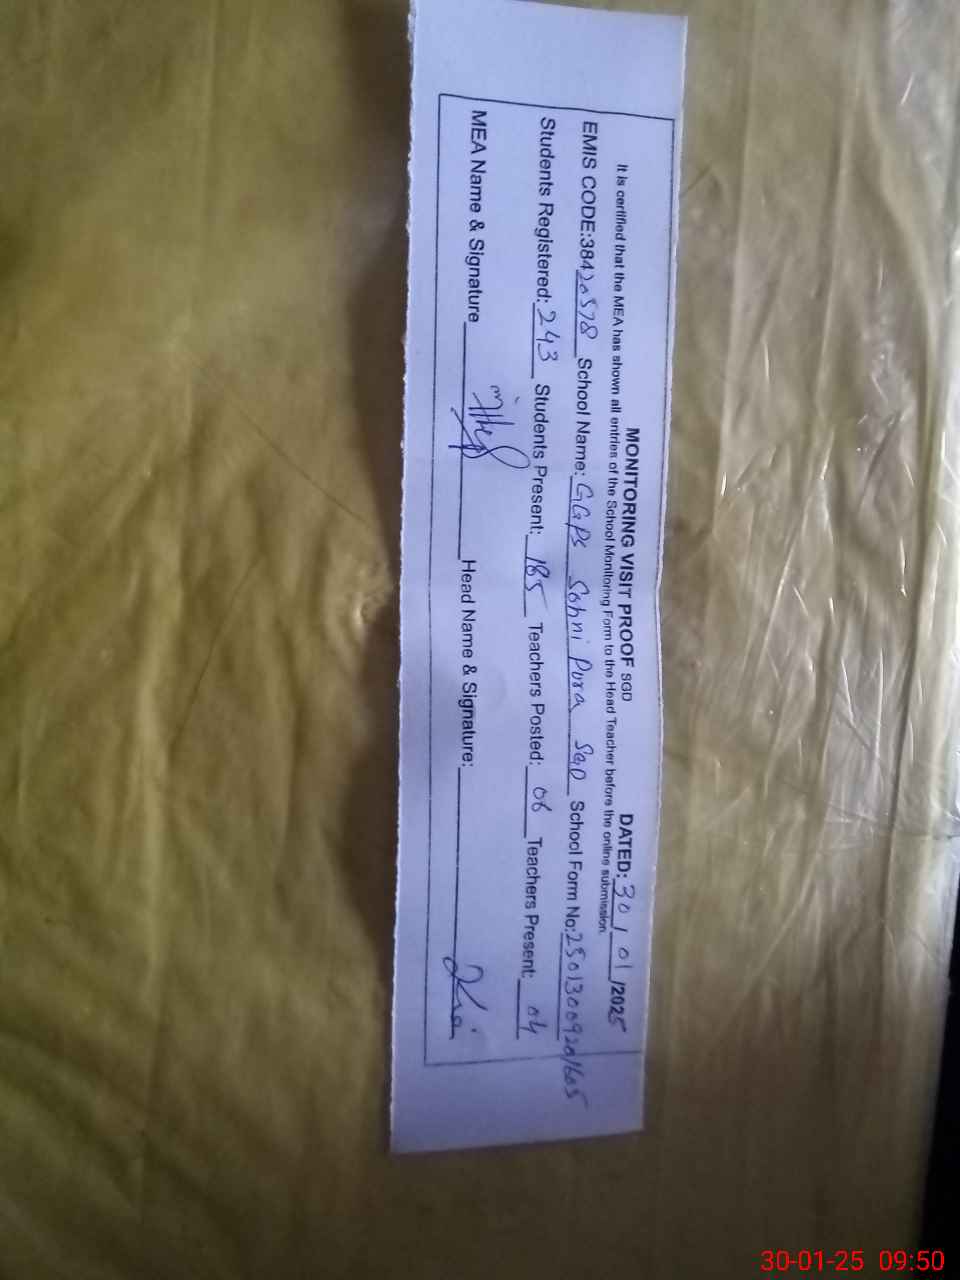 MONITORING VISIT PROOF SGD DATED: 30 / 01 /2025
It is certified that the MEA has shown all entries of the School Monitoring Form to the Head Teacher before the online submission.
EMIS CODE:38420578 School Name: GGPS Sohni Pura SGD School Form No:25013009201605
Students Registered: 243 Students Present: 185 Teachers Posted: 06 Teachers Present: 04
MEA Name & Signature Head Name & Signature:
30-01-25 09:50